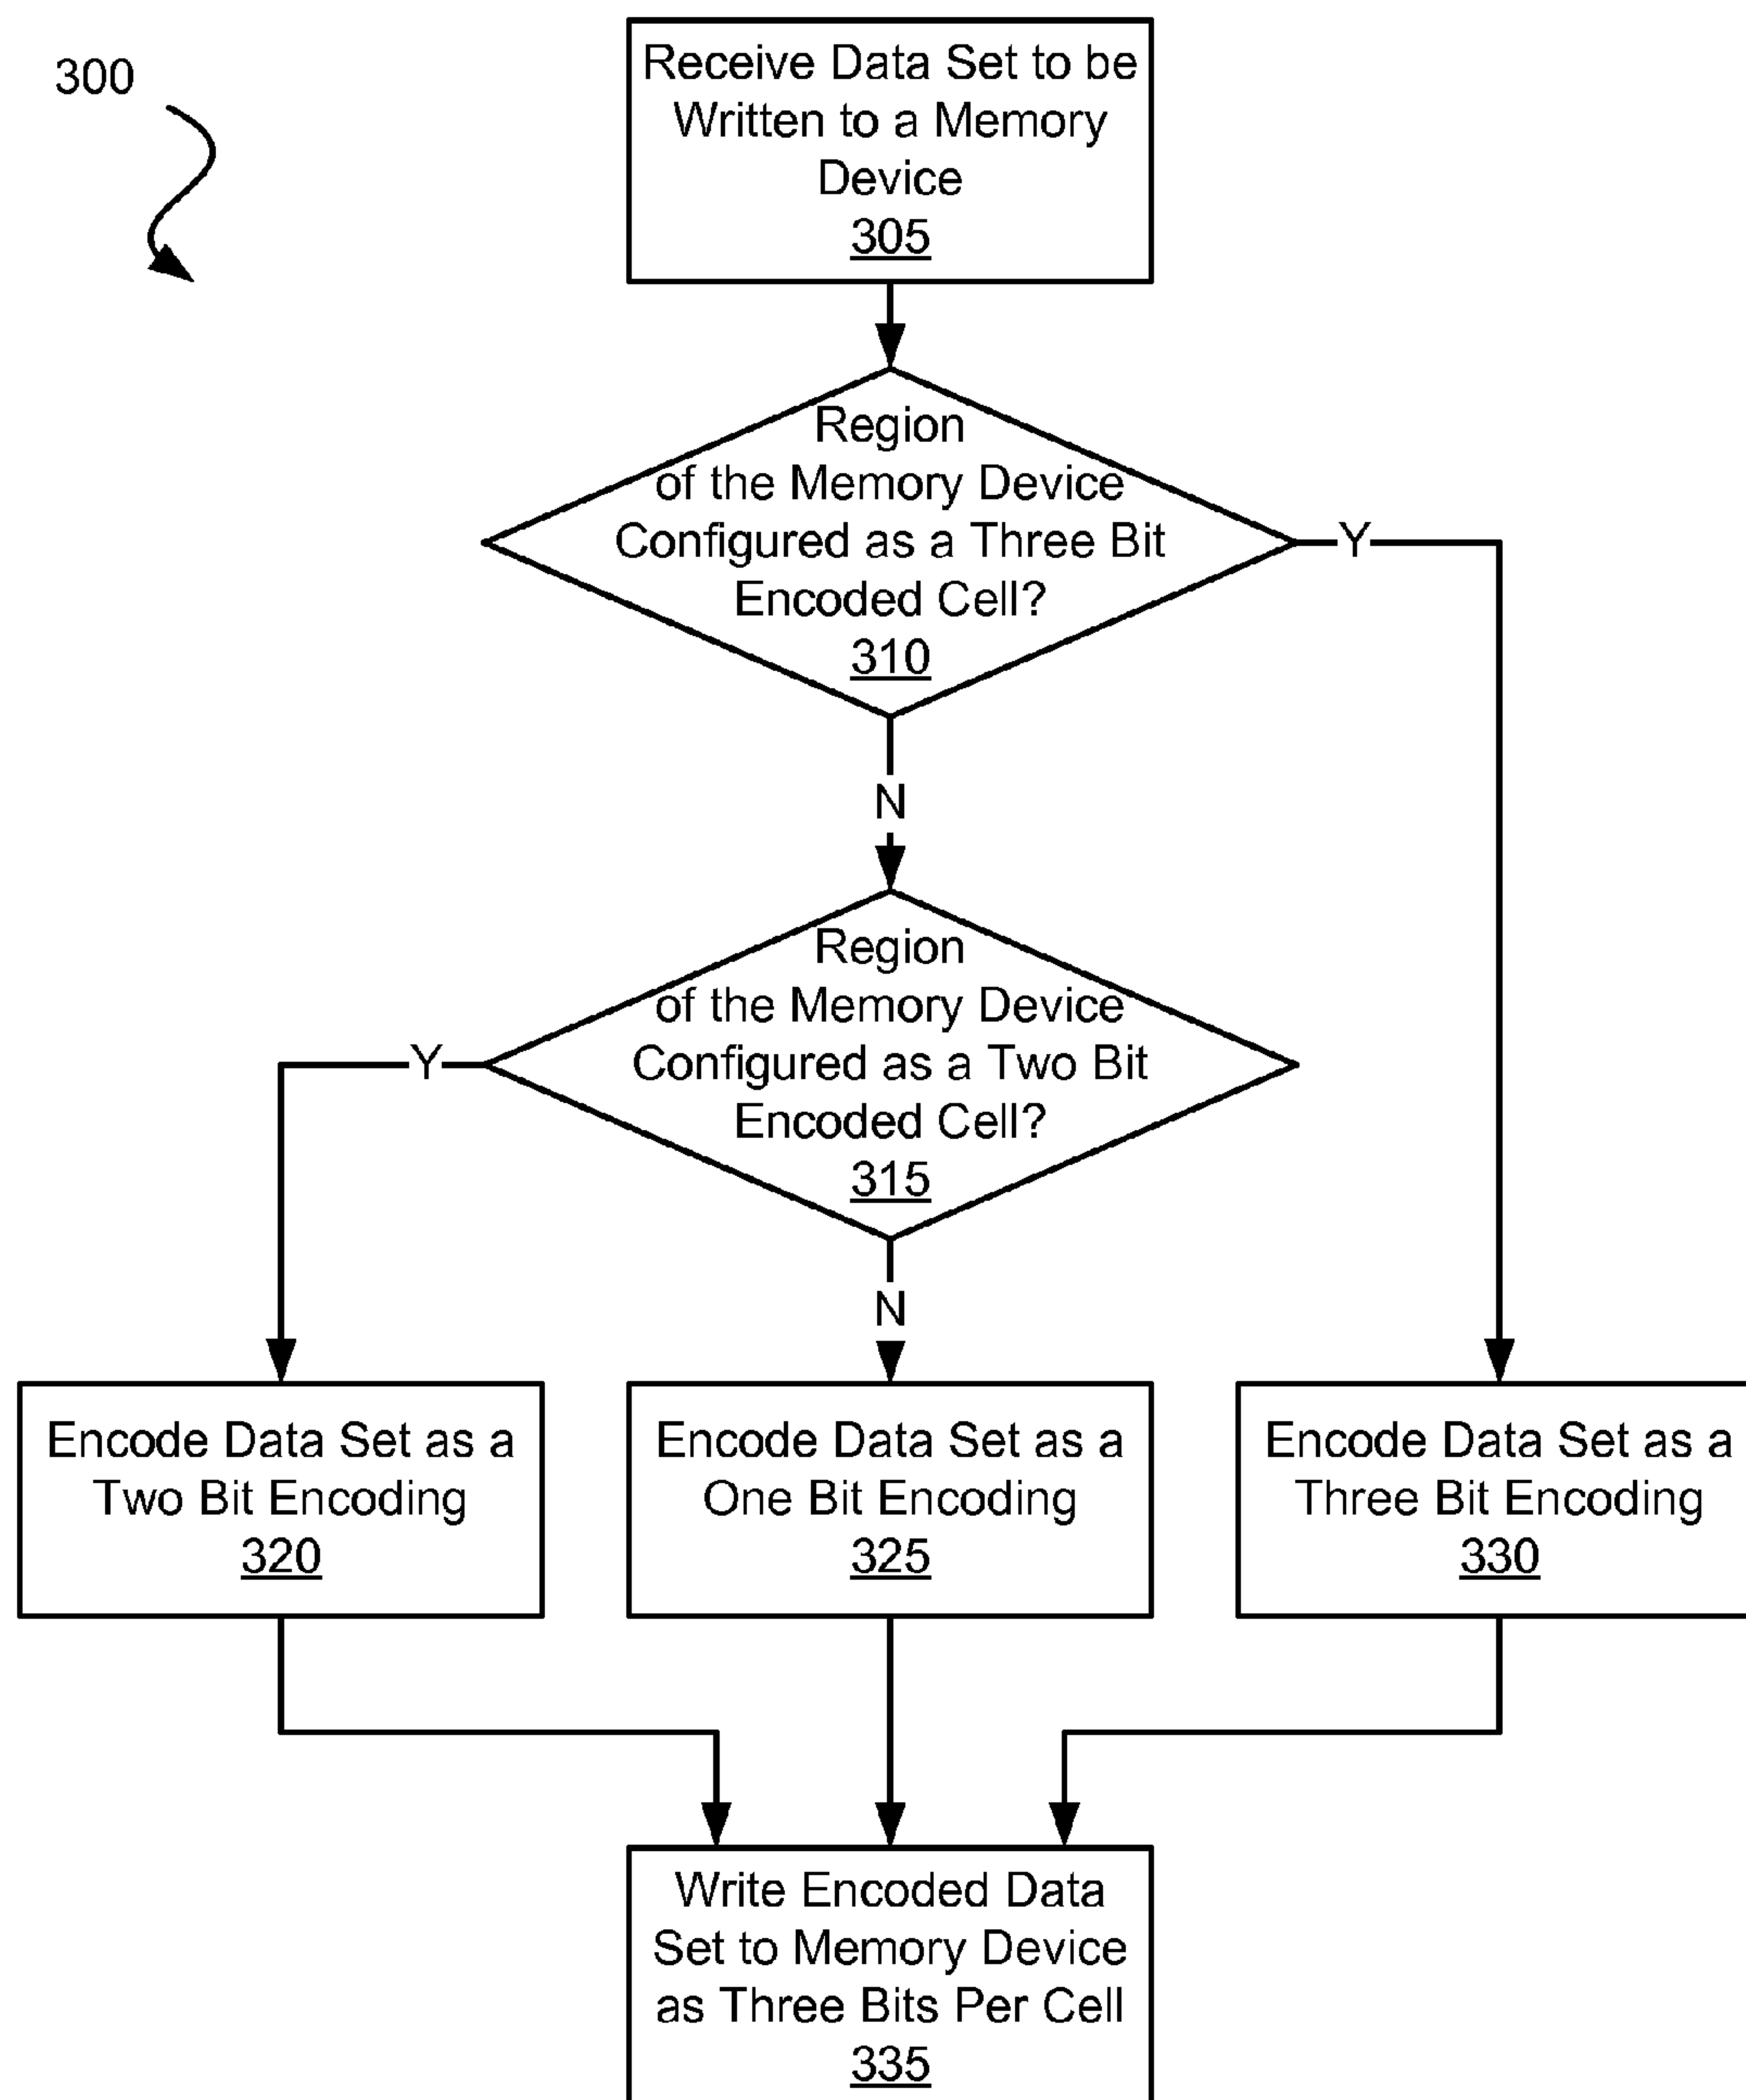 300
Receive Data Set to be
Written to a Memory
Device
305
Region
of the Memory Device
Configured as a Three Bit
Encoded Cell?
310
Y
N
Region
of the Memory Device
Configured as a Two Bit
Encoded Cell?
315
Y
N
Encode Data Set as a
Two Bit Encoding
320
Encode Data Set as a
One Bit Encoding
325
Encode Data Set as a
Three Bit Encoding
330
Write Encoded Data
Set to Memory Device
as Three Bits Per Cell
335